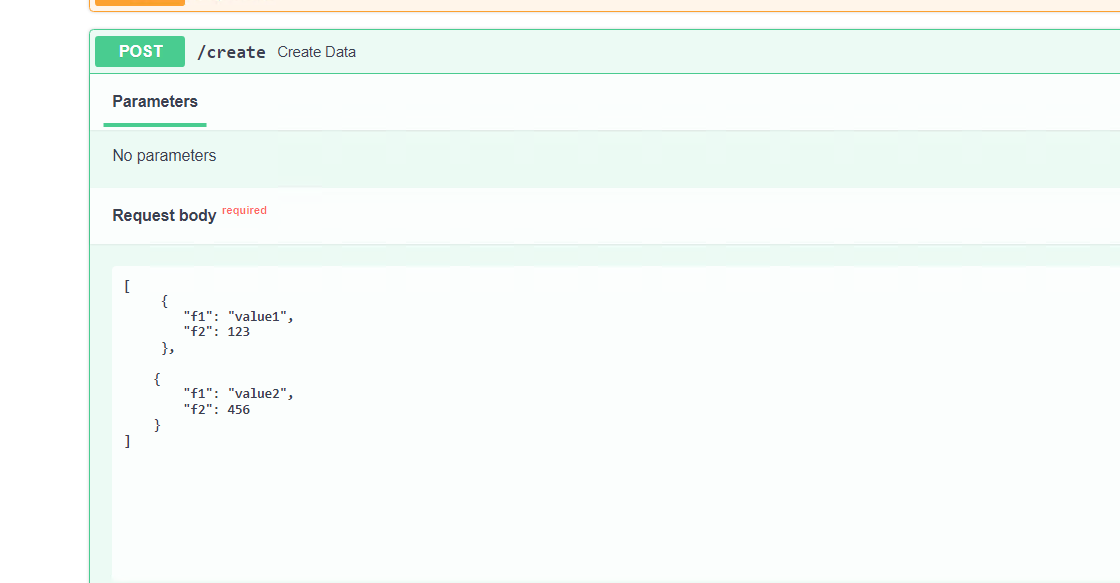 POST /create Create Data
Parameters
No parameters
Request body required
[
     {
        "f1": "value1",
        "f2": 123
     },
    {
        "f1": "value2",
        "f2": 456
    }
]